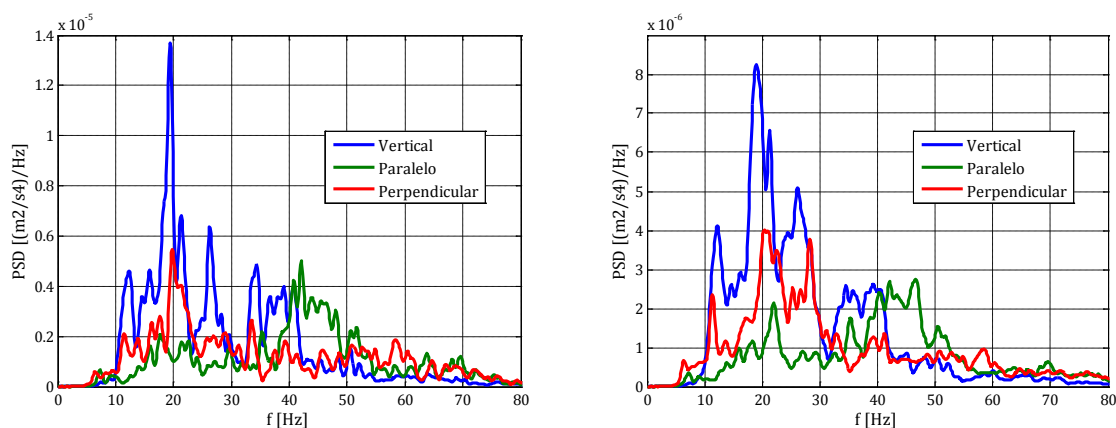 x 10^-5
1.4
1.2
1
0.8
0.6
0.4
0.2
0
PSD [(m2/s4)/Hz]
Vertical
Paralelo
Perpendicular
0 10 20 30 40 50 60 70 80
f [Hz]
x 10^-6
8
7
6
5
4
3
2
1
0
PSD [(m2/s4)/Hz]
Vertical
Paralelo
Perpendicular
0 10 20 30 40 50 60 70 80
f [Hz]